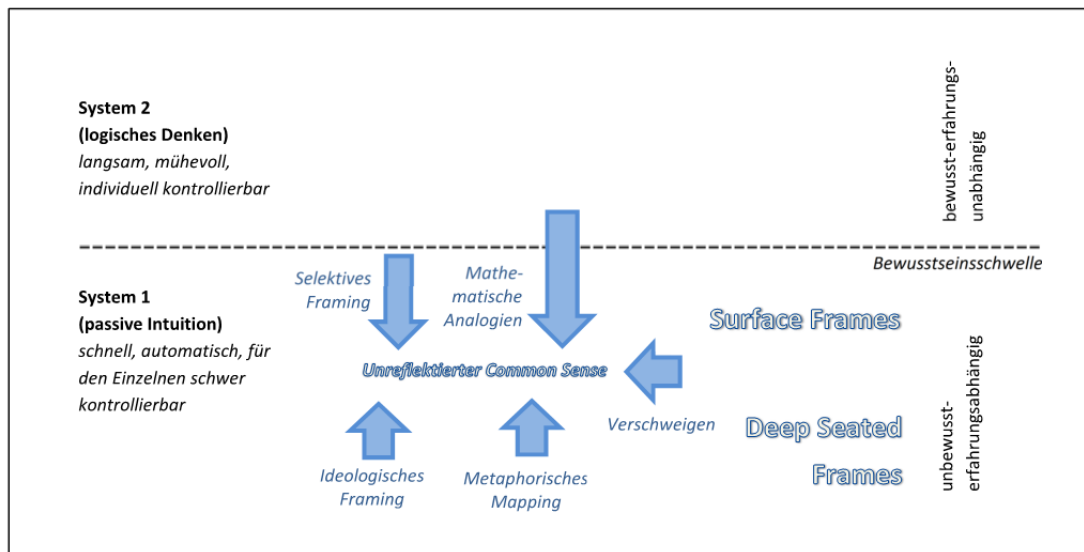 System 2
(logisches Denken)
langsam, mühevoll,
individuell kontrollierbar
bewusst-erfahrungs-
unabhängig
Bewusstseinsschwelle
System 1
(passive Intuition)
schnell, automatisch, für
den Einzelnen schwer
kontrollierbar
Selektives
Framing
Mathe-
matische
Analogien
Surface Frames
Unreflektierter Common Sense
Verschweigen
Deep Seated
Frames
Ideologisches
Framing
Metaphorisches
Mapping
unbewusst-
erfahrungsabhängig